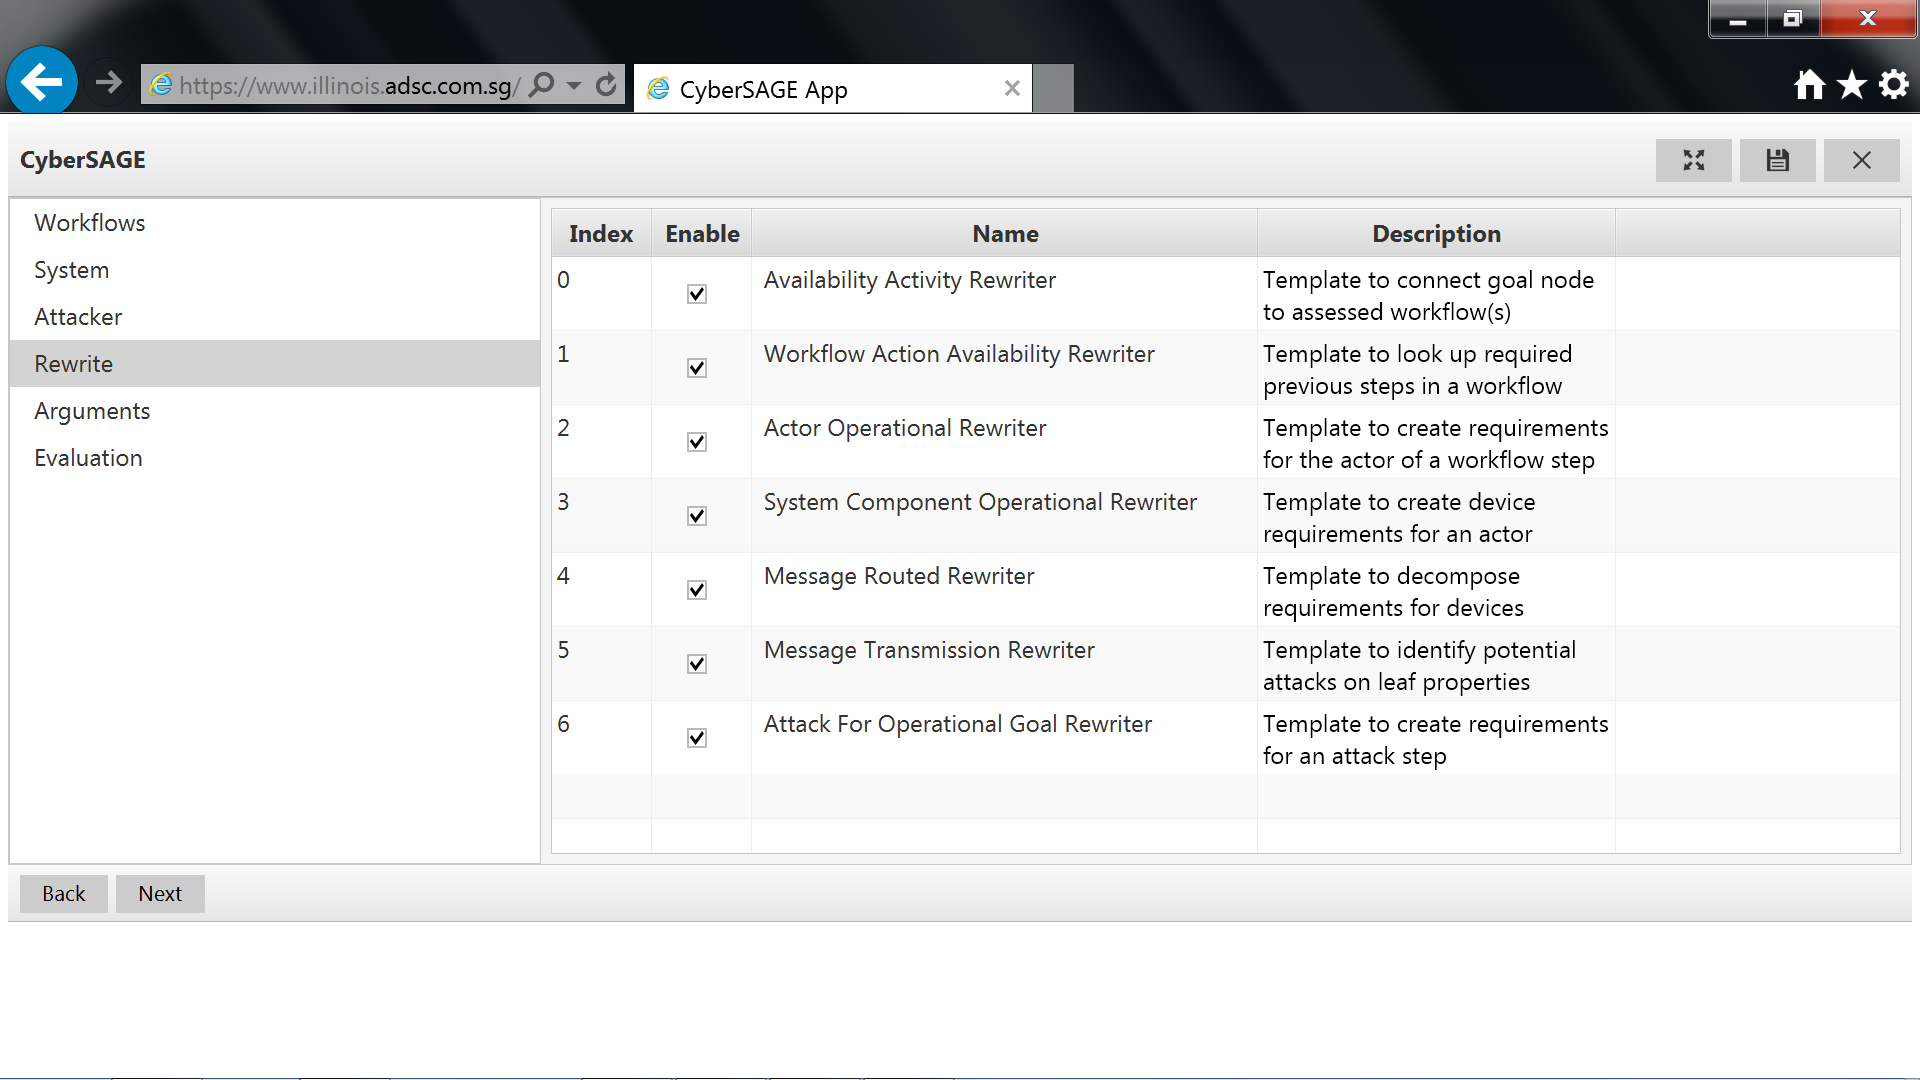 https://www.illinois.adsc.com.sg/
CyberSAGE App
CyberSAGE
Workflows
System
Attacker
Rewrite
Arguments
Evaluation
Index Enable Name Description
0 Availability Activity Rewriter Template to connect goal node
to assessed workflow(s)
1 Workflow Action Availability Rewriter Template to look up required
previous steps in a workflow
2 Actor Operational Rewriter Template to create requirements
for the actor of a workflow step
3 System Component Operational Rewriter Template to create device
requirements for an actor
4 Message Routed Rewriter Template to decompose
requirements for devices
5 Message Transmission Rewriter Template to identify potential
attacks on leaf properties
6 Attack For Operational Goal Rewriter Template to create requirements
for an attack step
Back Next